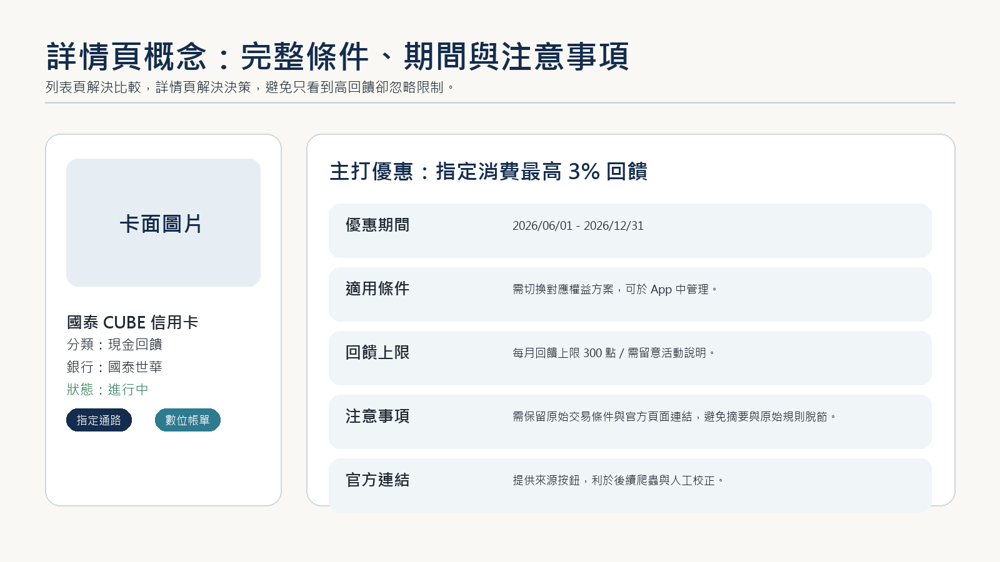 詳情頁概念：完整條件、期間與注意事項
列表頁解決比較，詳情頁解決決策，避免只看到高回饋卻忽略限制。
卡面圖片
國泰 CUBE 信用卡
分類：現金回饋
銀行：國泰世華
狀態：進行中
指定通路
數位帳單
主打優惠：指定消費最高 3% 回饋
優惠期間
2026/06/01 - 2026/12/31
適用條件
需切換對應權益方案，可於 App 中管理。
回饋上限
每月回饋上限 300 點 / 需留意活動說明。
注意事項
需保留原始交易條件與官方頁面連結，避免摘要與原始規則脫節。
官方連結
提供來源按鈕，利於後續爬蟲與人工校正。